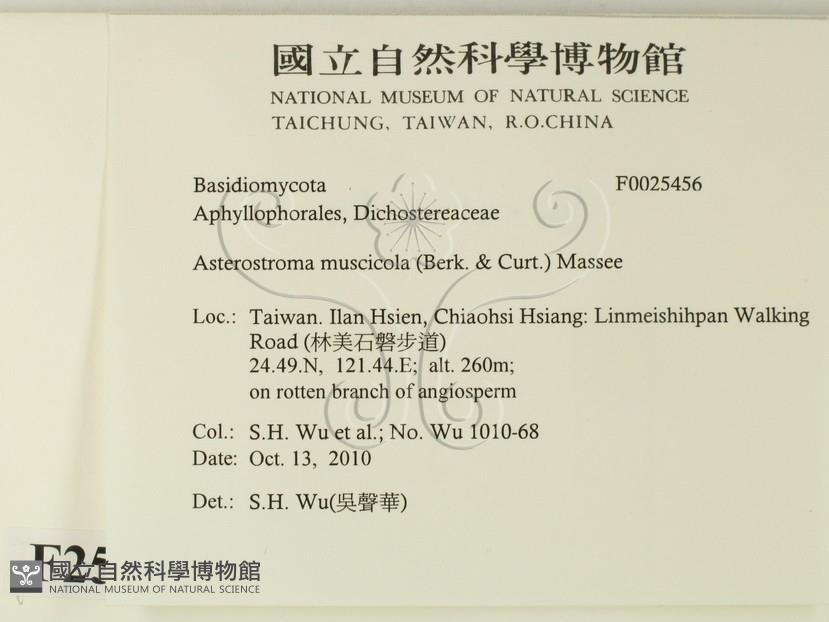 國立自然科學博物館
NATIONAL MUSEUM OF NATURAL SCIENCE
TAICHUNG, TAIWAN, R.O.CHINA
Basidiomycota F0025456
Aphyllophorales, Dichostereaceae
Asterostroma muscicola (Berk. & Curt.) Massee
Loc.: Taiwan. Ilan Hsien, Chiaohsi Hsiang: Linmeishihpan Walking
Road (林美石磐步道)
24.49.N, 121.44.E; alt. 260m;
on rotten branch of angiosperm
Col.: S.H. Wu et al.; No. Wu 1010-68
Date: Oct. 13, 2010
Det.: S.H. Wu(吳聲華)
F25
國立自然科學博物館
NATIONAL MUSEUM OF NATURAL SCIENCE